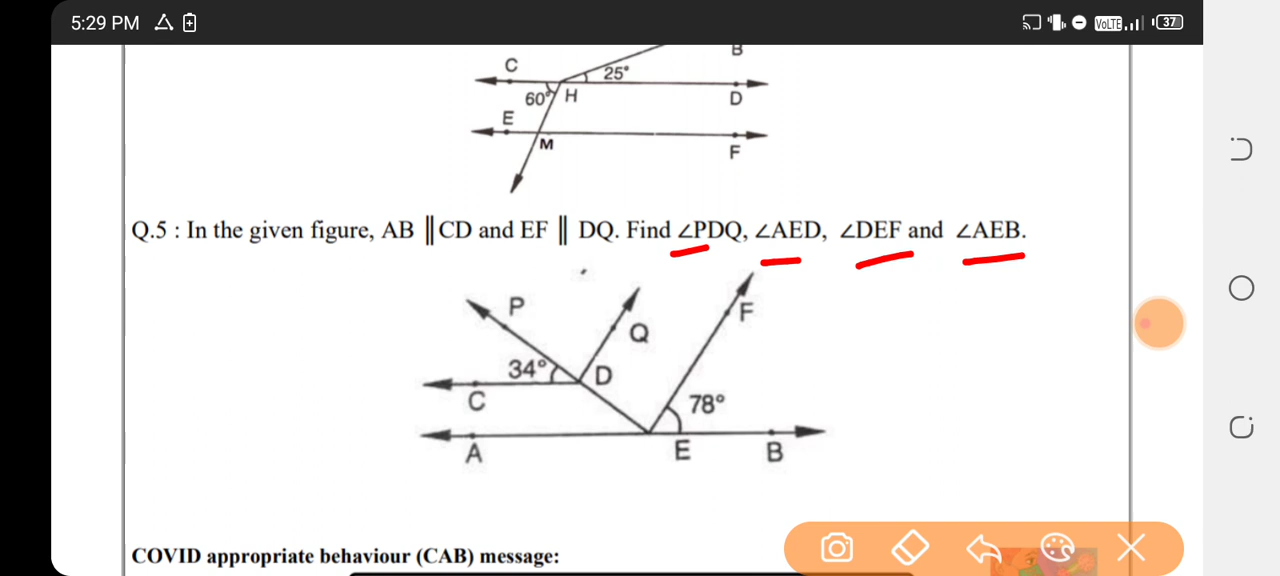 5:29 PM
VoLTE
37
B
C
25°
60°
H
D
E
M
F
Q.5 : In the given figure, AB ∥ CD and EF ∥ DQ. Find ∠PDQ, ∠AED, ∠DEF and ∠AEB.
P
F
Q
34°
D
C
78°
A
E
B
COVID appropriate behaviour (CAB) message: